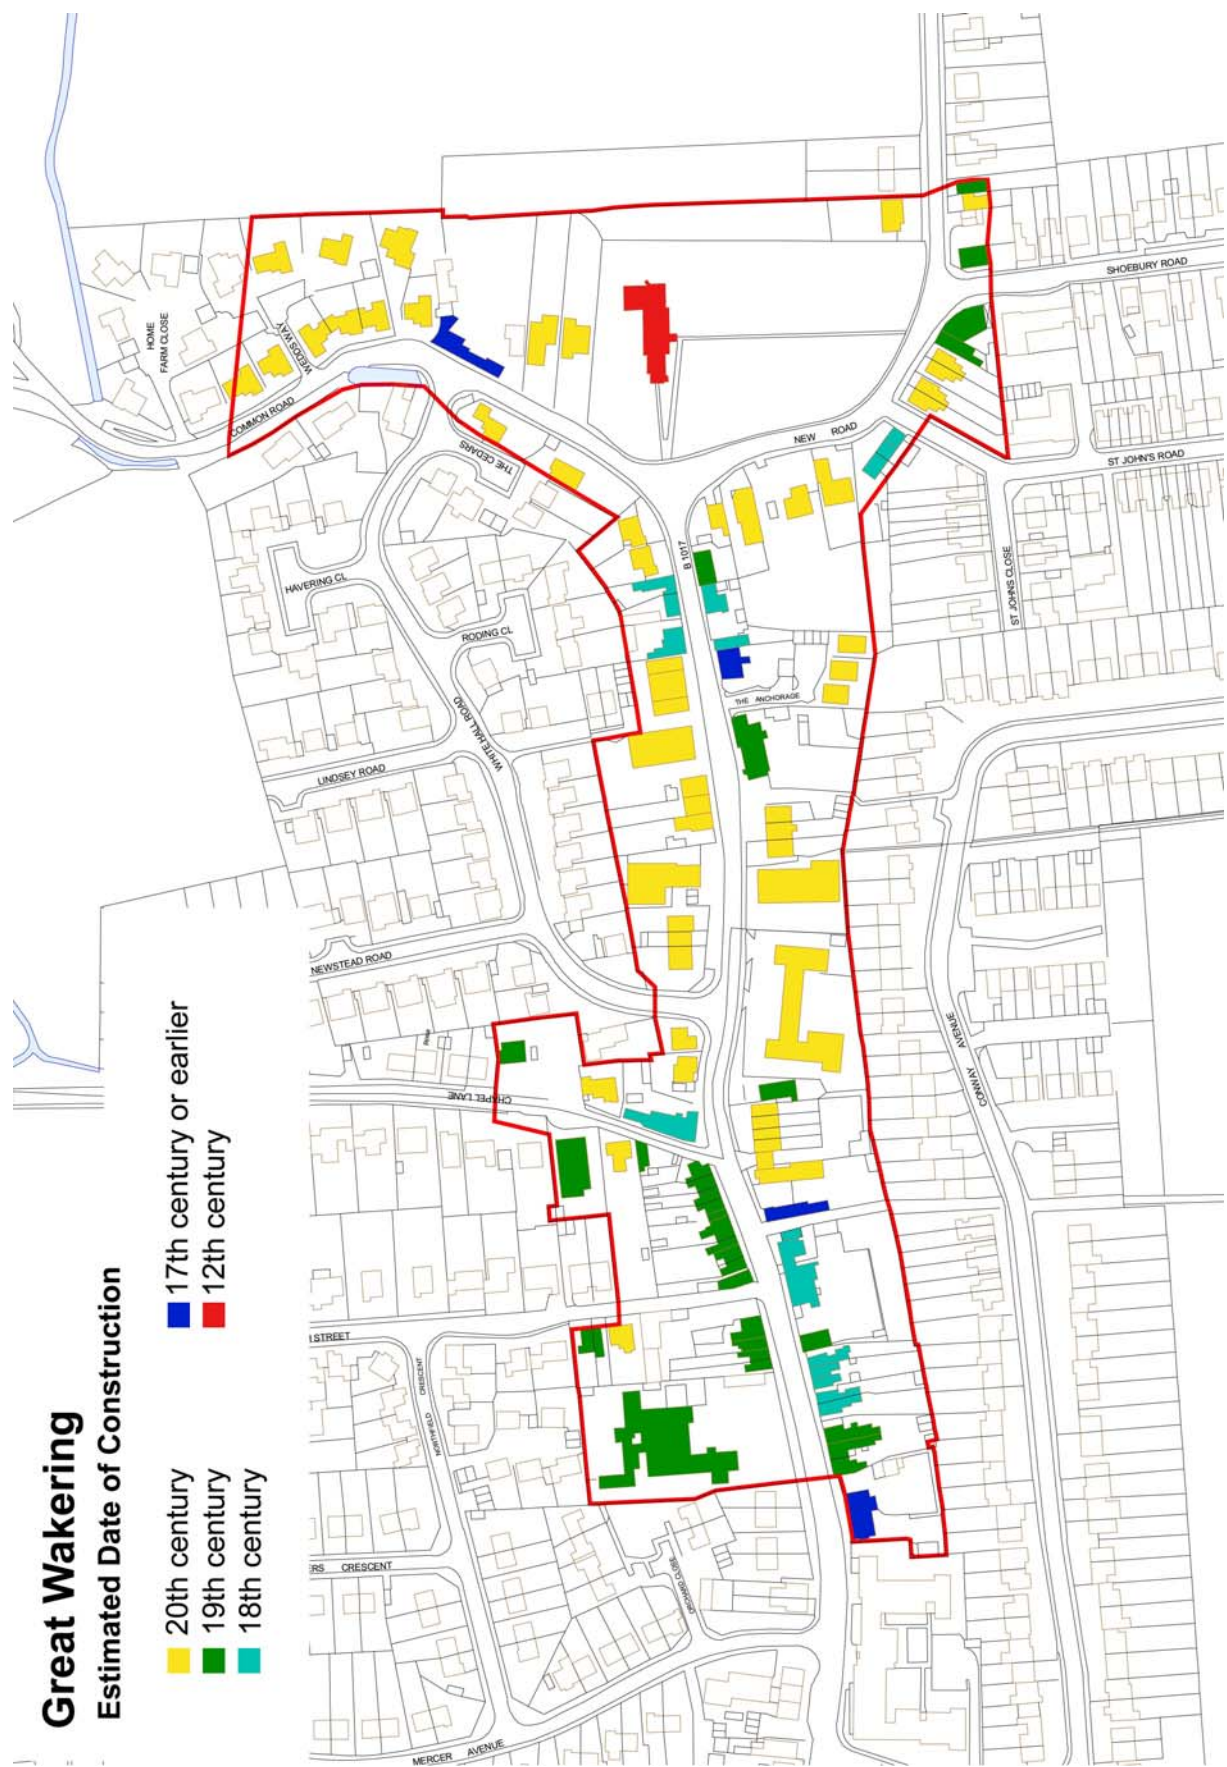 Great Wakering
Estimated Date of Construction
20th century
19th century
18th century
17th century or earlier
12th century
MERCER AVENUE
ERS CRESCENT
NORTHFIELD CRESCENT
STREET
ORCHARD CLOSE
CHAPEL LANE
NEWSTEAD ROAD
LINDSEY ROAD
WHITEHALL ROAD
RODING CL
HAVERING CL
THE CEDARS
COMMON ROAD
WEDDS WAY
HOME
FARM CLOSE
B 1017
THE ANCHORAGE
NEW ROAD
CONWAY AVENUE
ST JOHNS CLOSE
ST JOHN'S ROAD
SHOEBURY ROAD